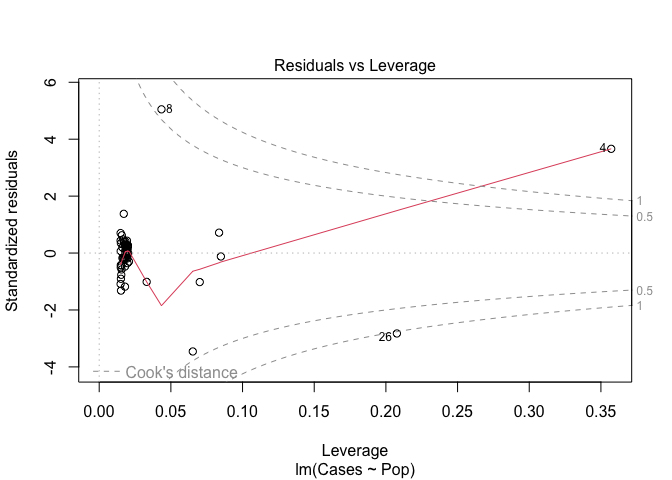 Residuals vs Leverage
Standardized residuals
6
4
2
0
-2
-4
8
4
26
1
0.5
0.5
1
Cook's distance
0.00 0.05 0.10 0.15 0.20 0.25 0.30 0.35
Leverage
lm(Cases ~ Pop)